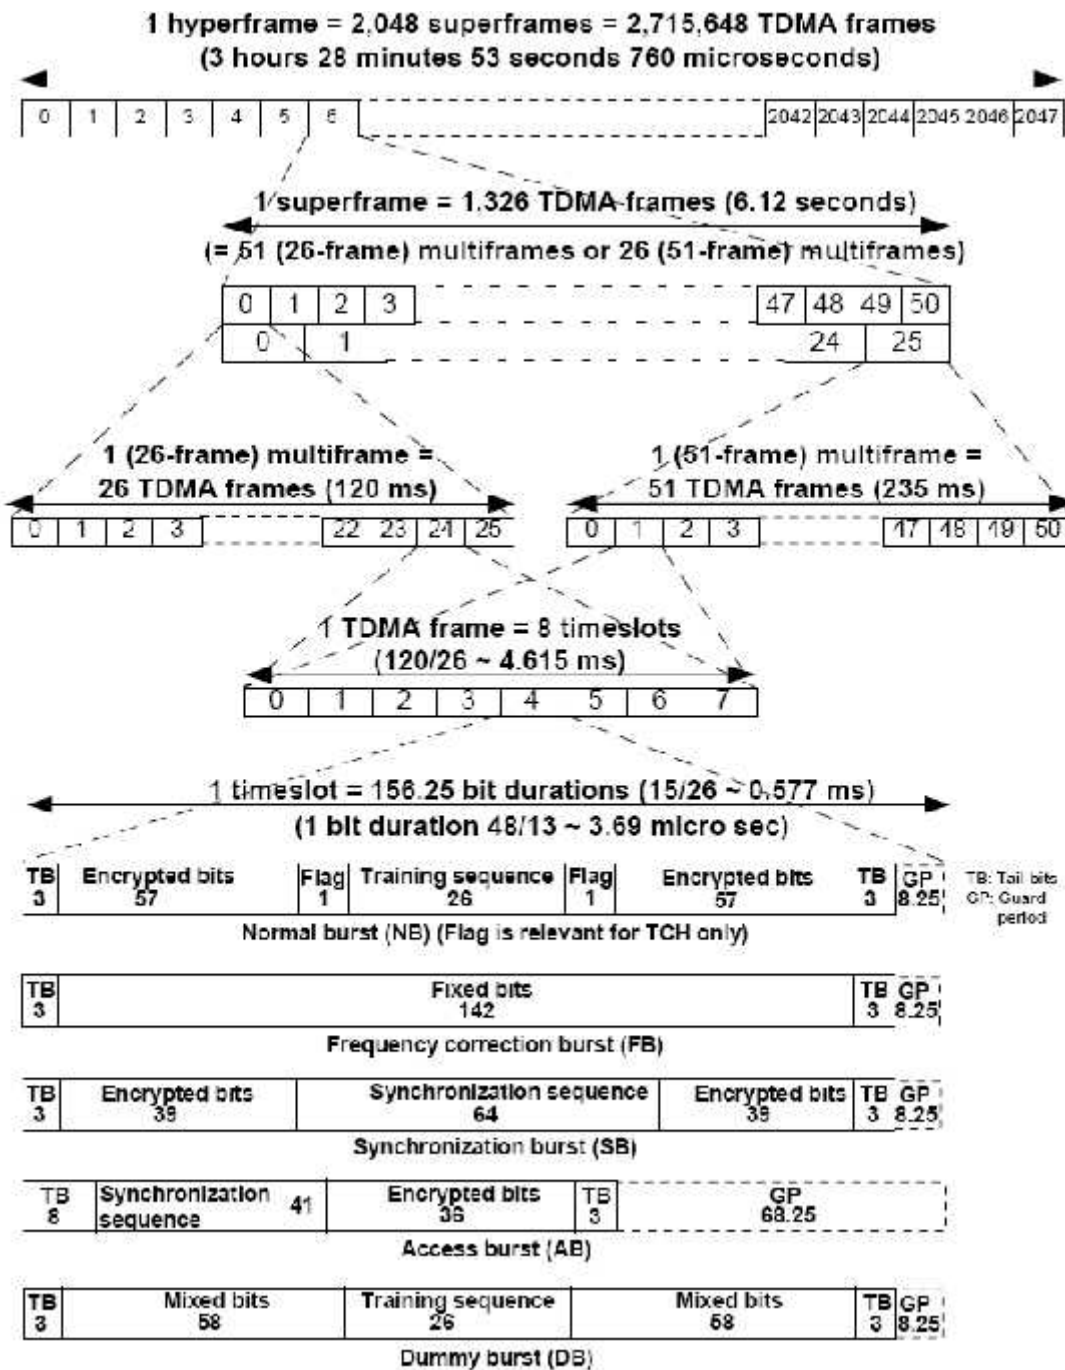 1 hyperframe = 2,048 superframes = 2,715,648 TDMA frames
(3 hours 28 minutes 53 seconds 760 microseconds)
0 1 2 3 4 5 6 2042 2043 2044 2045 2046 2047
1 superframe = 1,326 TDMA frames (6.12 seconds)
(= 51 (26-frame) multiframes or 26 (51-frame) multiframes)
0 1 2 3 47 48 49 50
0 1 24 25
1 (26-frame) multiframe =
26 TDMA frames (120 ms)
0 1 2 3 22 23 24 25
1 (51-frame) multiframe =
51 TDMA frames (235 ms)
0 1 2 3 47 48 49 50
1 TDMA frame = 8 timeslots
(120/26 ~ 4.615 ms)
0 1 2 3 4 5 6 7
1 timeslot = 156.25 bit durations (15/26 ~ 0.577 ms)
(1 bit duration 48/13 ~ 3.69 micro sec)
TB Encrypted bits Flag Training sequence Flag Encrypted bits TB GP
3 57 1 26 1 57 3 8.25
TB: Tail bits
GP: Guard
period
Normal burst (NB) (Flag is relevant for TCH only)
TB Fixed bits TB GP
3 142 3 8.25
Frequency correction burst (FB)
TB Encrypted bits Synchronization sequence Encrypted bits TB GP
3 39 64 39 3 8.25
Synchronization burst (SB)
TB Synchronization 41 Encrypted bits TB GP
8 sequence 36 3 68.25
Access burst (AB)
TB Mixed bits Training sequence Mixed bits TB GP
3 58 26 58 3 8.25
Dummy burst (DB)